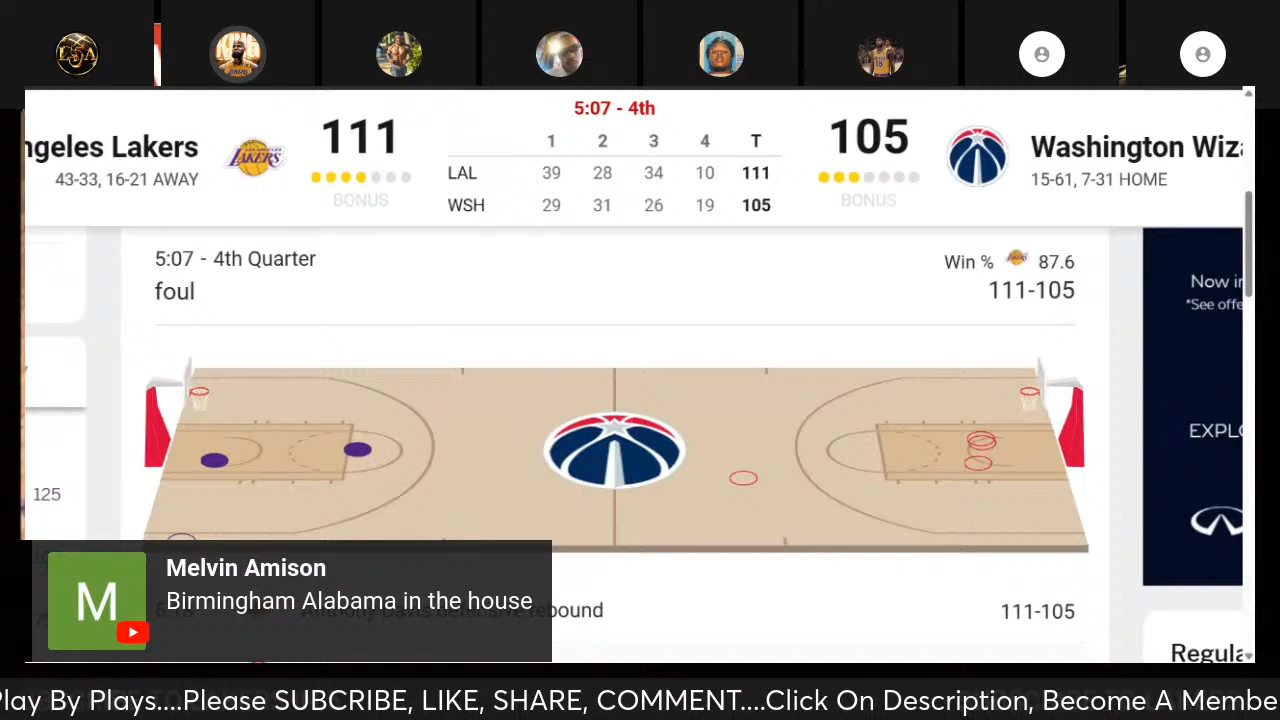 5:07 - 4th
ngeles Lakers
43-33, 16-21 AWAY
LAKERS
111
BONUS
1 2 3 4 T
LAL 39 28 34 10 111
WSH 29 31 26 19 105
105
BONUS
Washington Wiz
15-61, 7-31 HOME
5:07 - 4th Quarter
foul
Win % 87.6
111-105
Now in
*See offe
EXPL
125
Melvin Amison
Birmingham Alabama in the house
rebound
111-105
Regula
Play By Plays....Please SUBCRIBE, LIKE, SHARE, COMMENT....Click On Description, Become A Membe